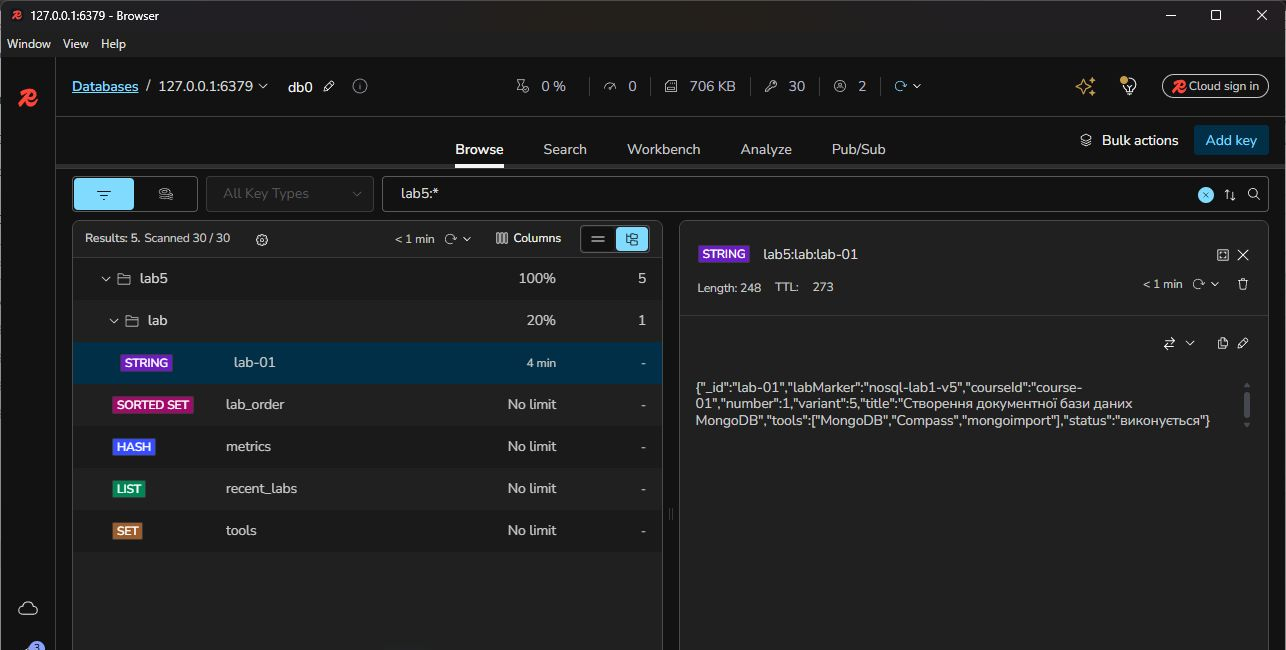 127.0.0.1:6379 - Browser
Window View Help
Databases / 127.0.0.1:6379 db0 0 % 0 706 KB 30 2 Cloud sign in
Browse Search Workbench Analyze Pub/Sub Bulk actions Add key
All Key Types lab5:*
Results: 5. Scanned 30 / 30 < 1 min Columns
lab5 100% 5
lab 20% 1
STRING lab-01 4 min -
SORTED SET lab_order No limit -
HASH metrics No limit -
LIST recent_labs No limit -
SET tools No limit -
STRING lab5:lab:lab-01
Length: 248 TTL: 273 < 1 min
{"_id":"lab-01","labMarker":"nosql-lab1-v5","courseId":"course-
01","number":1,"variant":5,"title":"Створення документної бази даних
MongoDB","tools":["MongoDB","Compass","mongoimport"],"status":"виконується"}
3